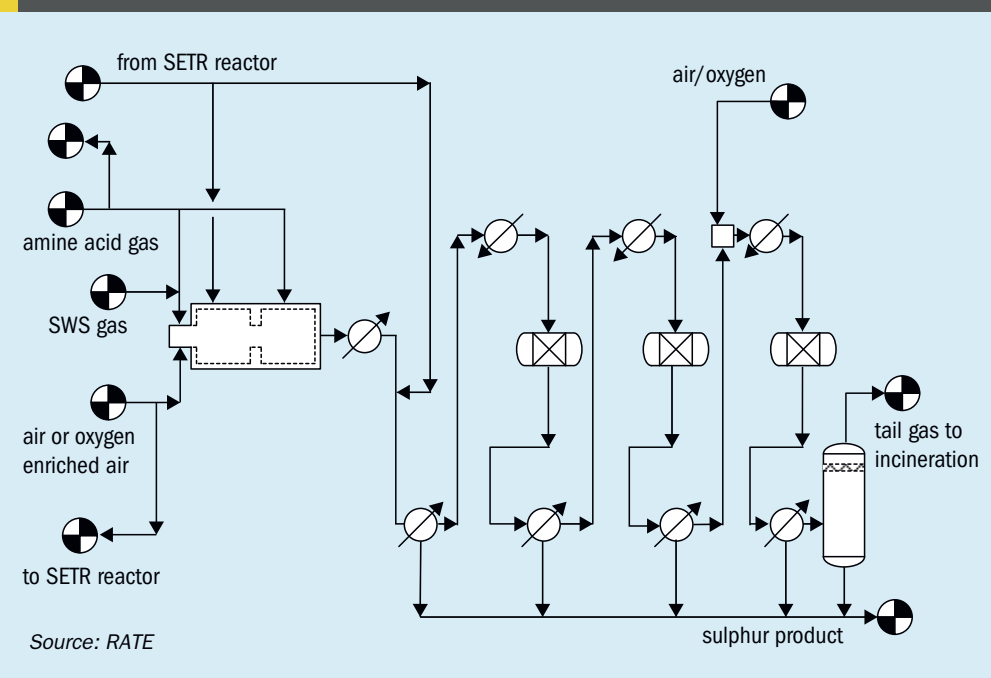 from SETR reactor
air/oxygen
amine acid gas
SWS gas
air or oxygen
enriched air
tail gas to
incineration
to SETR reactor
sulphur product
Source: RATE